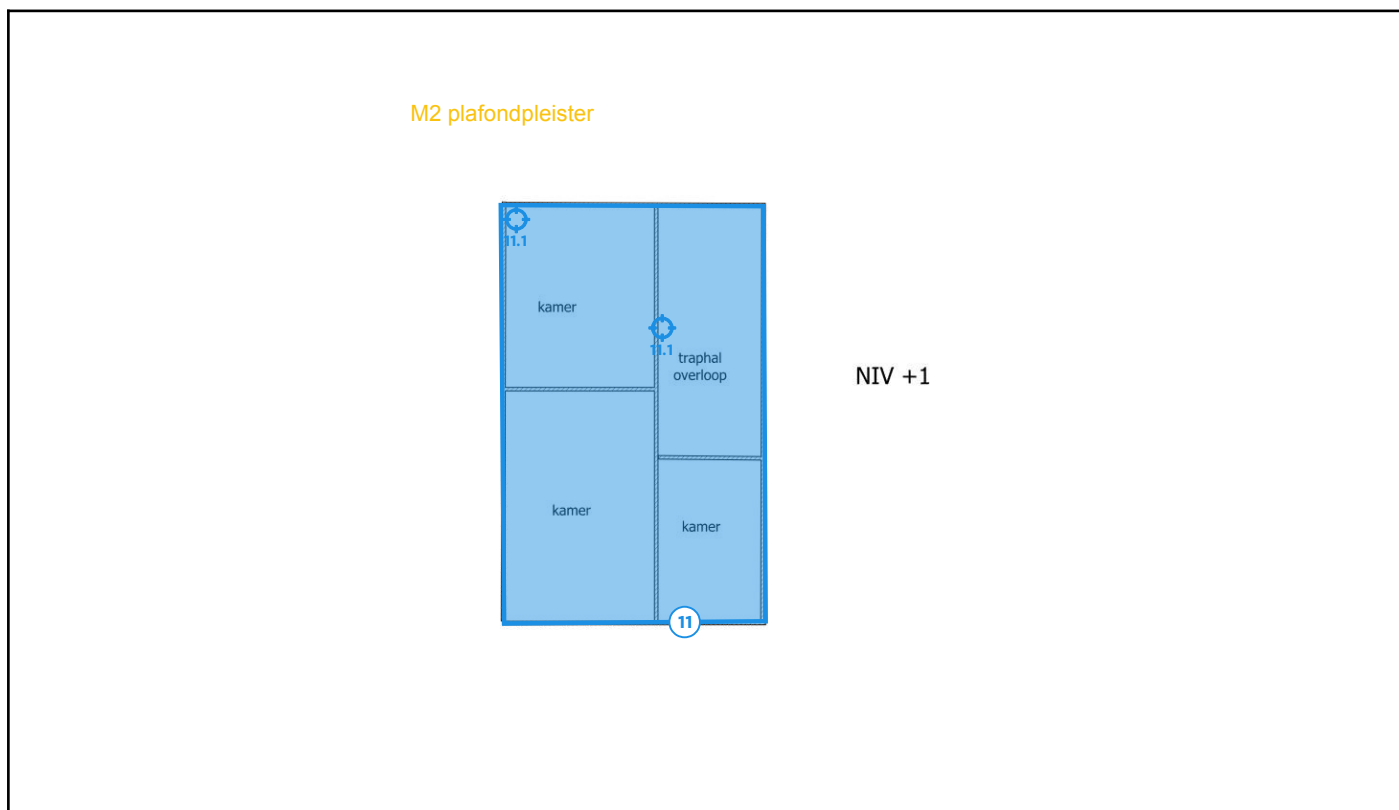 M2 plafondpleister
11.1
kamer
11.1
traphal
overloop
NIV +1
kamer
kamer
11